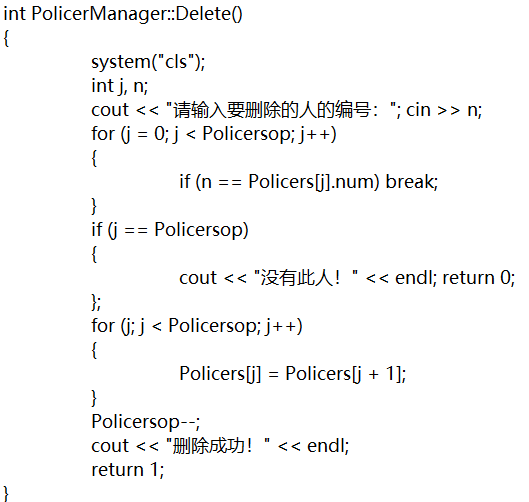 int PolicerManager::Delete()
{
system("cls");
int j, n;
cout << "请输入要删除的人的编号："; cin >> n;
for (j = 0; j < Policersop; j++)
{
if (n == Policers[j].num) break;
}
if (j == Policersop)
{
cout << "没有此人！" << endl; return 0;
};
for (j; j < Policersop; j++)
{
Policers[j] = Policers[j + 1];
}
Policersop--;
cout << "删除成功！" << endl;
return 1;
}